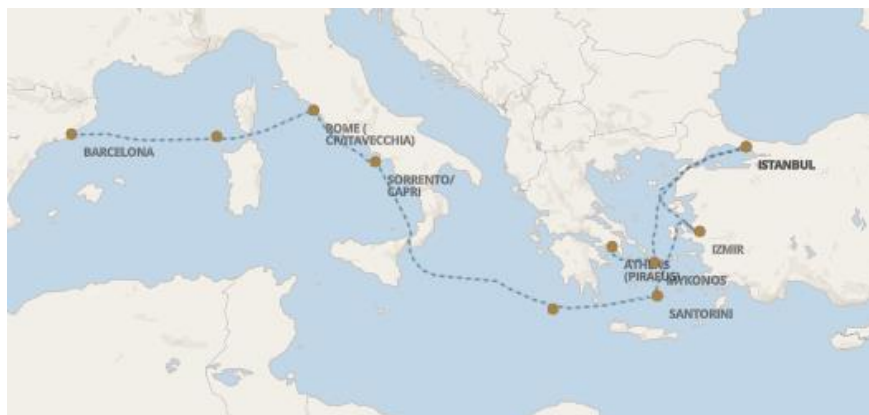 BARCELONA
ROME (
CIVITAVECCHIA)
SORRENTO/
CAPRI
ISTANBUL
IZMIR
ATHENS
(PIRAEUS)
MYKONOS
SANTORINI